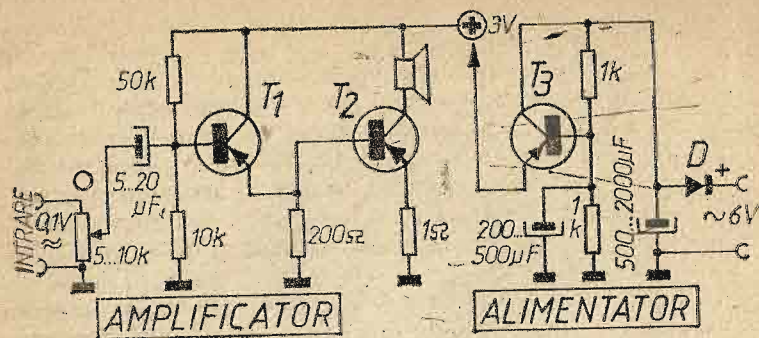 50k
T1
T2
+ 3V
T3
1k
D
+
5...20
µF
INTRARE
0,1V
≈
5...10k
10k
200Ω
1Ω
200...
500µF
1
k
500...2000µF
~6V
AMPLIFICATOR
ALIMENTATOR